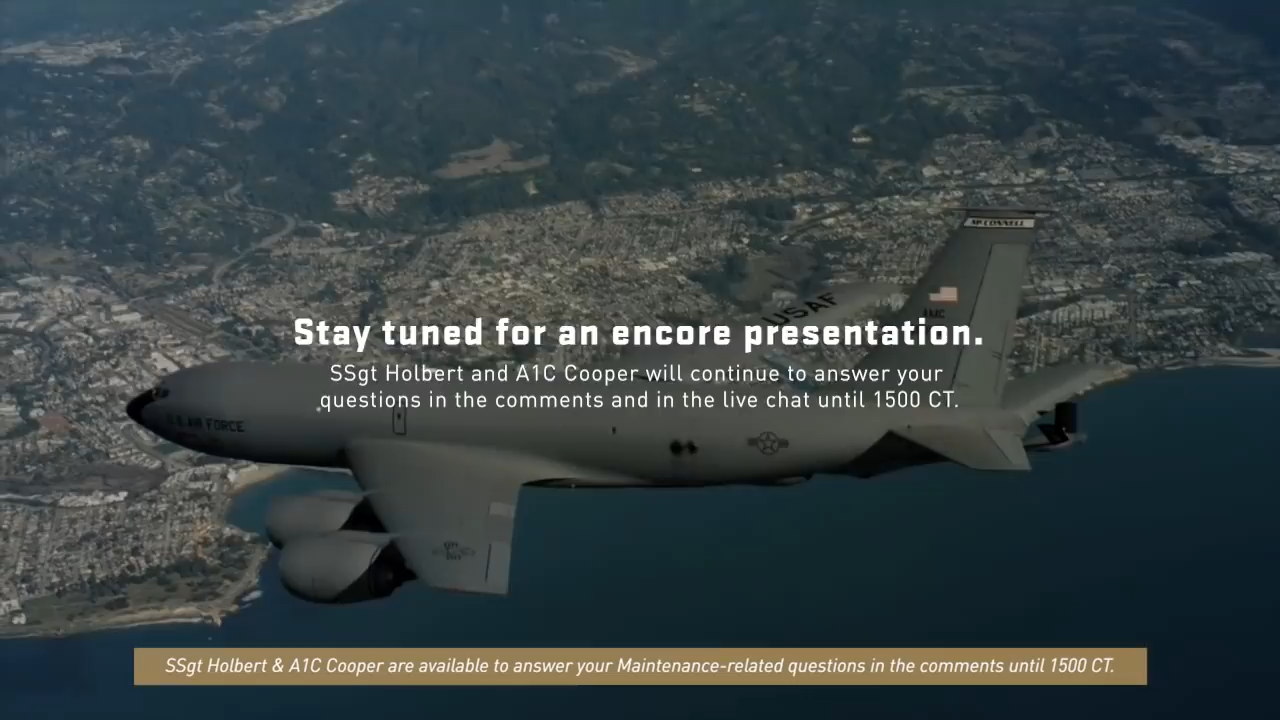 McCONNELL
USAF
AMC
Stay tuned for an encore presentation.
SSgt Holbert and A1C Cooper will continue to answer your
questions in the comments and in the live chat until 1500 CT.
U.S. AIR FORCE
SSgt Holbert & A1C Cooper are available to answer your Maintenance-related questions in the comments until 1500 CT.